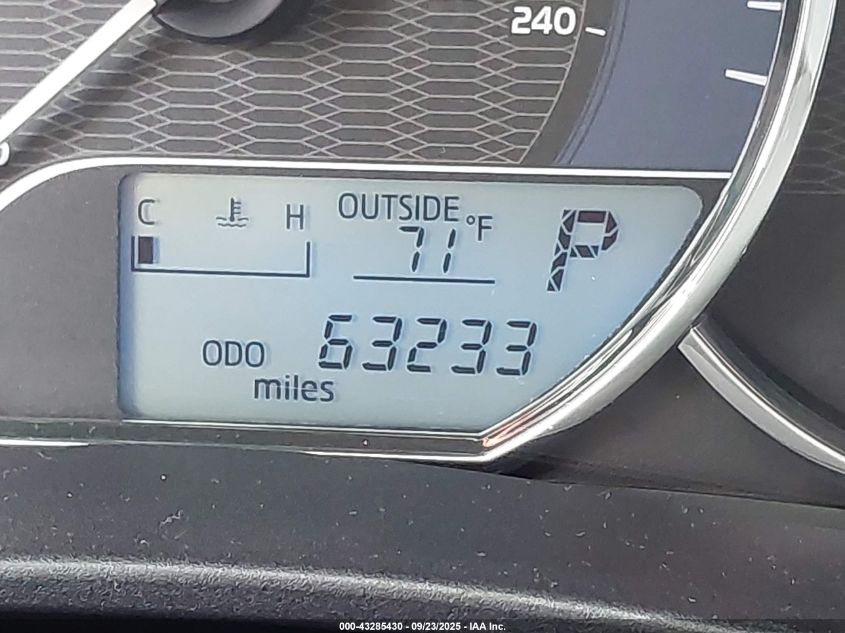 240
C H OUTSIDE °F P
71
ODO 63233
miles
000-43285430 - 09/23/2025 - IAA Inc.